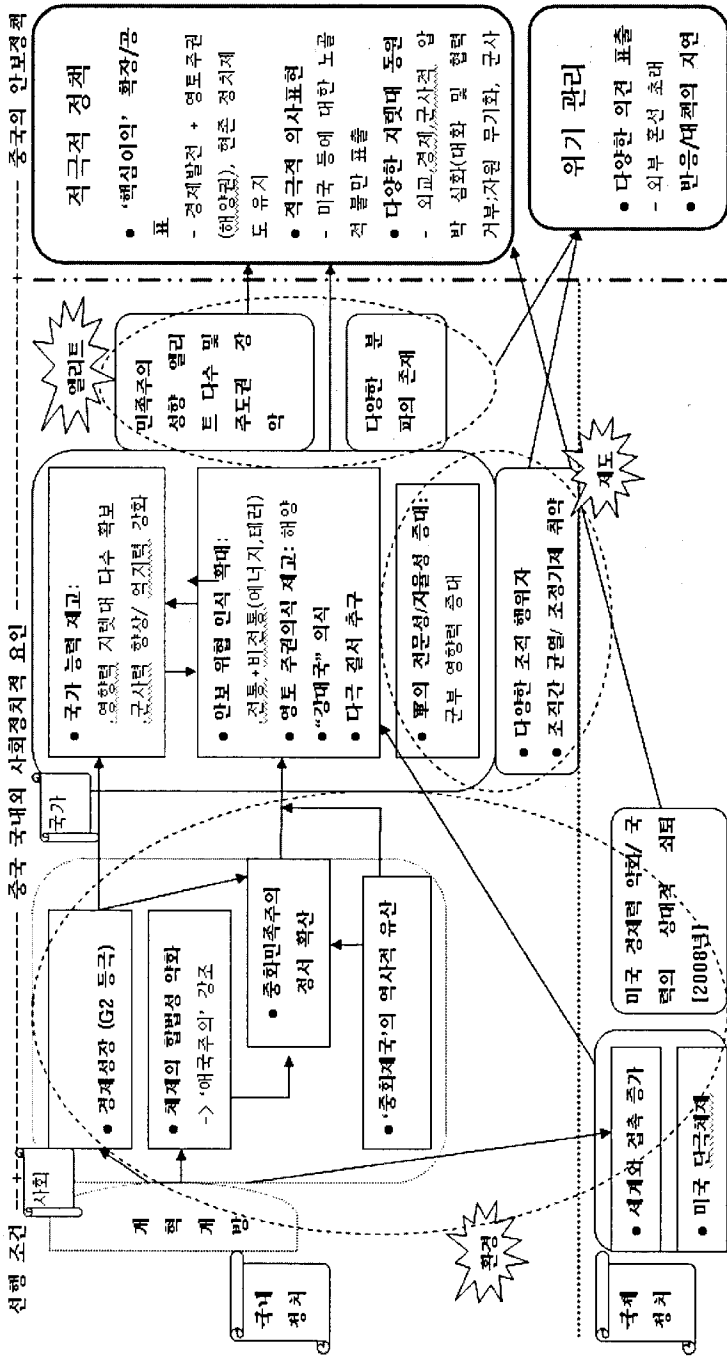 선행 조건 ---+--- 중국 국내외 사회정치적 요인 ---+--- 중국의 안보정책
국내
정치
개
혁
개
방
사회
• 경제성장 (G2 등극)
• 체제의 합법성 약화
-> ‘애국주의’ 강조
• 중화민족주의
정서 확산
• ‘중화제국’의 역사적 유산
환경
국가
• 국가 능력 제고:
영향력 지렛대 다수 확보
군사력 향상/ 억지력 강화
• 안보 위협 인식 확대:
전통+비전통(에너지,테러)
• 영토 주권의식 제고: 해양
• “강대국” 의식
• 다극 질서 추구
• 軍의 전문성/자율성 증대:
군부 영향력 증대
• 다양한 조직 행위자
• 조직간 균열/ 조정기제 취약
엘리트
민족주의
성향 엘리
트 다수 및
주도권 장
악
다양한 분
파의 존재
제도
적극적 정책
• ‘핵심이익’ 확장/공
표
- 경제발전 + 영토주권
(해양권), 현존 정치제
도 유지
• 적극적 의사표현
- 미국 등에 대한 노골
적 불만 표출
• 다양한 지렛대 동원
- 외교,경제,군사적 압
박 심화(대화 및 협력
거부;자원 무기화, 군사
위기 관리
• 다양한 의견 표출
- 외부 혼선 초래
• 반응/대책의 지연
국제
정치
• 세계와 접촉 증가
• 미국 다극체제
미국 경제력 약화/ 국
력의 상대적 쇠퇴
[2008년]